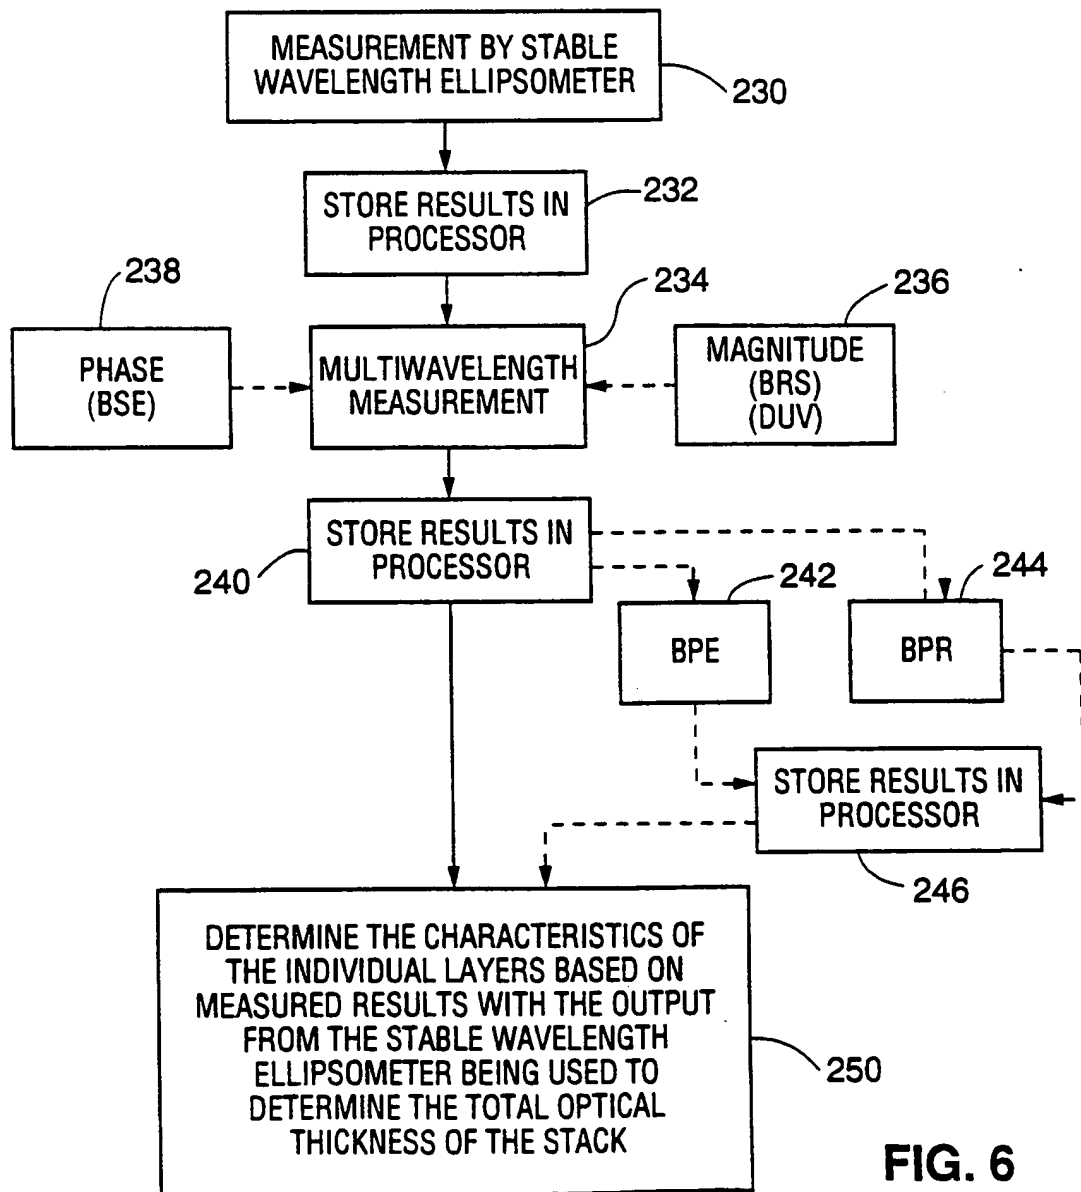 MEASUREMENT BY STABLE
WAVELENGTH ELLIPSOMETER
230
STORE RESULTS IN
PROCESSOR
232
238
234
236
PHASE
(BSE)
MULTIWAVELENGTH
MEASUREMENT
MAGNITUDE
(BRS)
(DUV)
STORE RESULTS IN
PROCESSOR
240
242
244
BPE
BPR
STORE RESULTS IN
PROCESSOR
246
DETERMINE THE CHARACTERISTICS OF
THE INDIVIDUAL LAYERS BASED ON
MEASURED RESULTS WITH THE OUTPUT
FROM THE STABLE WAVELENGTH
ELLIPSOMETER BEING USED TO
DETERMINE THE TOTAL OPTICAL
THICKNESS OF THE STACK
250
FIG. 6